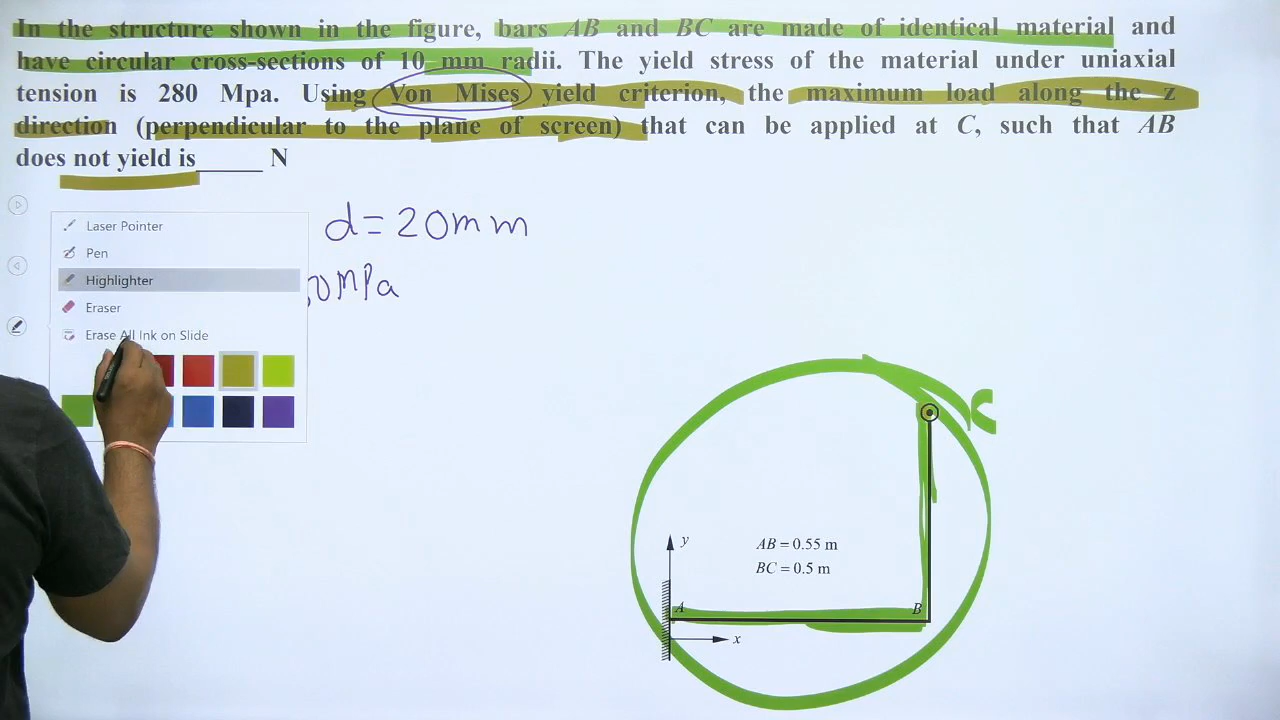 In the structure shown in the figure, bars AB and BC are made of identical material and
have circular cross-sections of 10 mm radii. The yield stress of the material under uniaxial
tension is 280 Mpa. Using Von Mises yield criterion, the maximum load along the z
direction (perpendicular to the plane of screen) that can be applied at C, such that AB
does not yield is______ N
Laser Pointer
Pen
Highlighter
Eraser
Erase All Ink on Slide
d = 20mm
0MPa
C
y
AB = 0.55 m
BC = 0.5 m
A
B
x